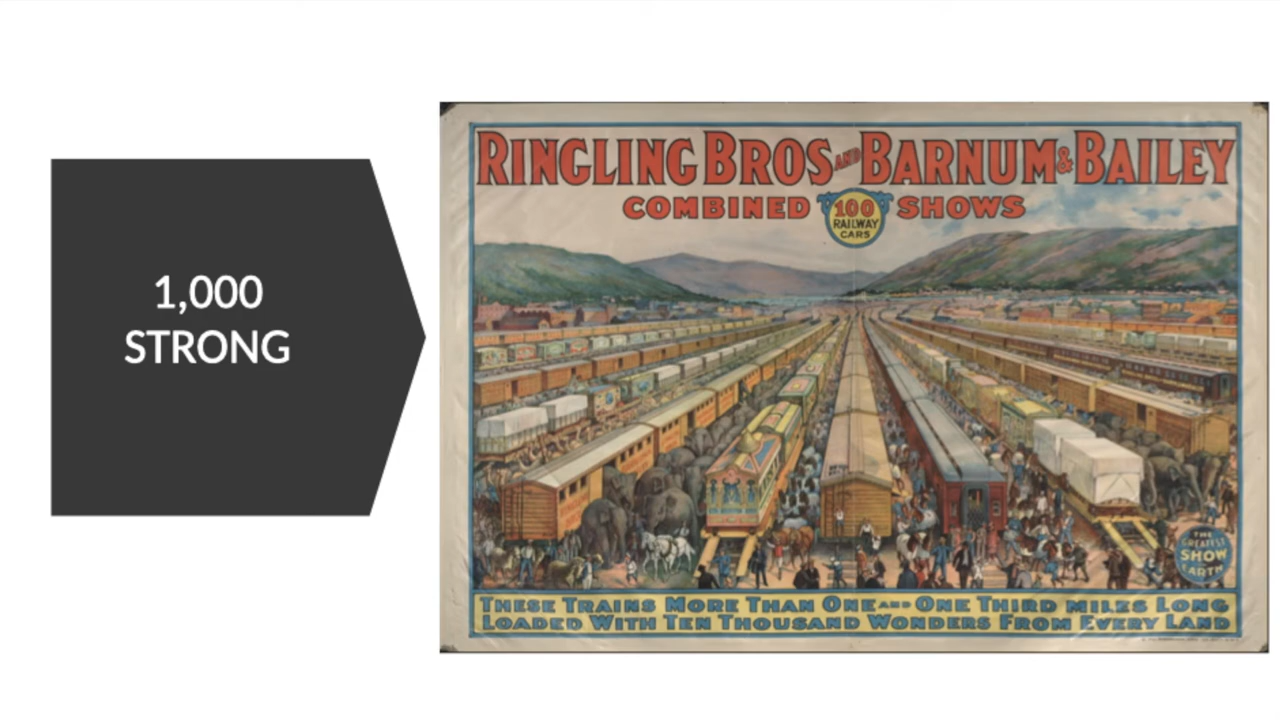 1,000
STRONG
RINGLING BROS AND BARNUM & BAILEY
COMBINED 100 RAILWAY CARS SHOWS
THE GREATEST SHOW ON EARTH
THESE TRAINS MORE THAN ONE AND ONE THIRD MILES LONG
LOADED WITH TEN THOUSAND WONDERS FROM EVERY LAND